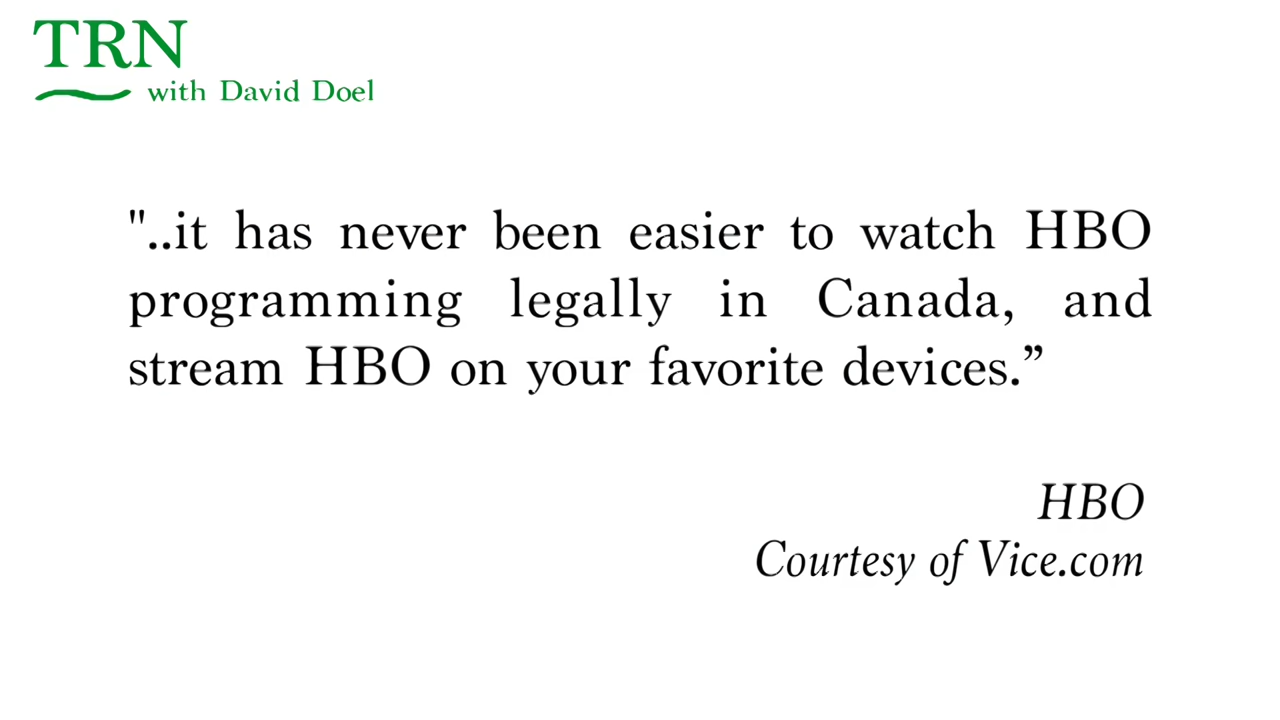 TRN
with David Doel
"..it has never been easier to watch HBO
programming legally in Canada, and
stream HBO on your favorite devices.”
HBO
Courtesy of Vice.com